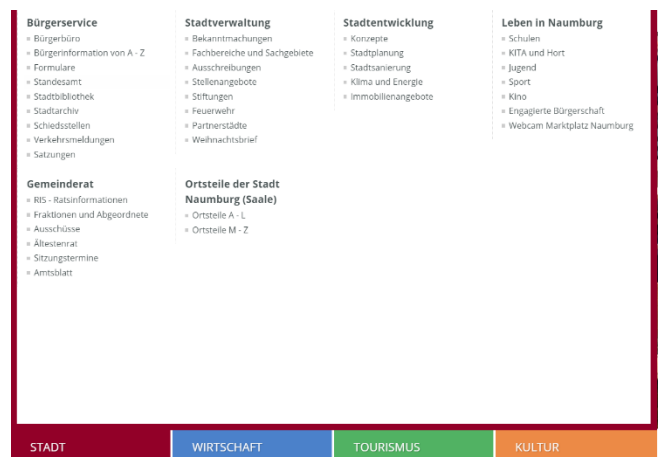 Bürgerservice
Bürgerbüro
Bürgerinformation von A - Z
Formulare
Standesamt
Stadtbibliothek
Stadtarchiv
Schiedsstellen
Verkehrsmeldungen
Satzungen
Stadtverwaltung
Bekanntmachungen
Fachbereiche und Sachgebiete
Ausschreibungen
Stellenangebote
Stiftungen
Feuerwehr
Partnerstädte
Weihnachtsbrief
Stadtentwicklung
Konzepte
Stadtplanung
Stadtsanierung
Klima und Energie
Immobilienangebote
Leben in Naumburg
Schulen
KITA und Hort
Jugend
Sport
Kino
Engagierte Bürgerschaft
Webcam Marktplatz Naumburg
Gemeinderat
RIS - Ratsinformationen
Fraktionen und Abgeordnete
Ausschüsse
Ältestenrat
Sitzungstermine
Amtsblatt
Ortsteile der Stadt
Naumburg (Saale)
Ortsteile A - L
Ortsteile M - Z
STADT
WIRTSCHAFT
TOURISMUS
KULTUR